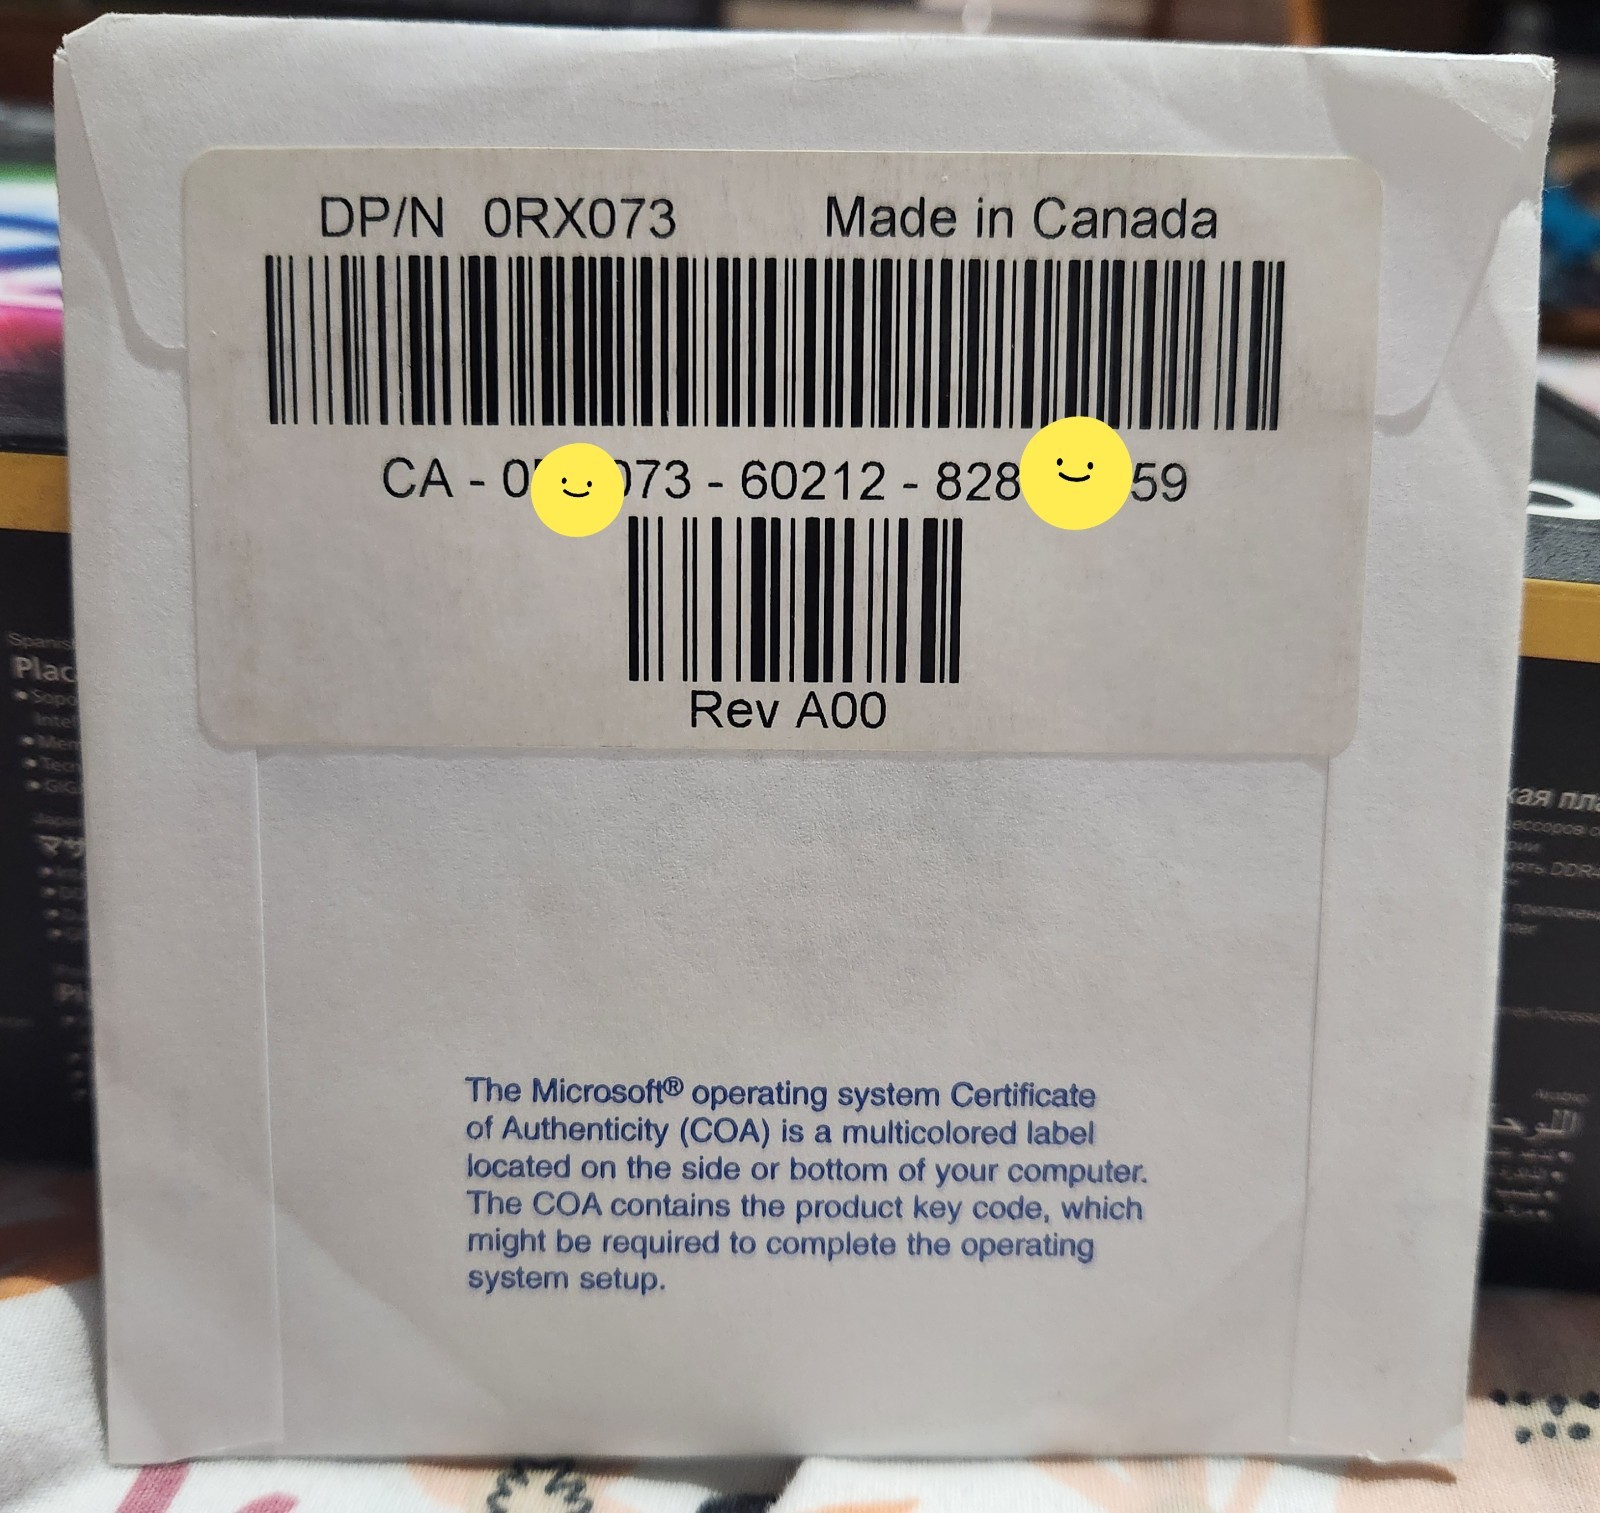 DP/N 0RX073 Made in Canada
CA - 0 073 - 60212 - 828 59
Rev A00
The Microsoft® operating system Certificate
of Authenticity (COA) is a multicolored label
located on the side or bottom of your computer.
The COA contains the product key code, which
might be required to complete the operating
system setup.